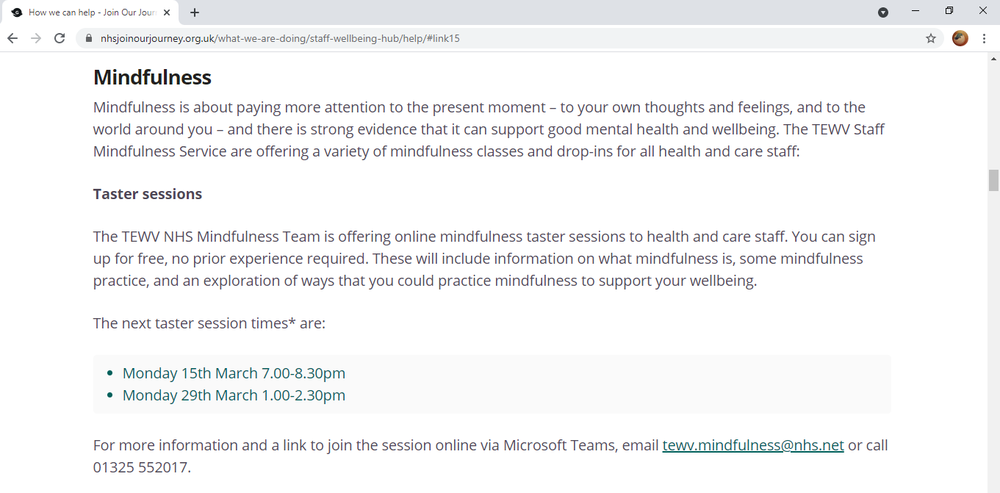 How we can help - Join Our Jour
nhsjoinourjourney.org.uk/what-we-are-doing/staff-wellbeing-hub/help/#link15
Mindfulness
Mindfulness is about paying more attention to the present moment – to your own thoughts and feelings, and to the
world around you – and there is strong evidence that it can support good mental health and wellbeing. The TEWV Staff
Mindfulness Service are offering a variety of mindfulness classes and drop-ins for all health and care staff:
Taster sessions
The TEWV NHS Mindfulness Team is offering online mindfulness taster sessions to health and care staff. You can sign
up for free, no prior experience required. These will include information on what mindfulness is, some mindfulness
practice, and an exploration of ways that you could practice mindfulness to support your wellbeing.
The next taster session times* are:
• Monday 15th March 7.00-8.30pm
• Monday 29th March 1.00-2.30pm
For more information and a link to join the session online via Microsoft Teams, email tewv.mindfulness@nhs.net or call
01325 552017.